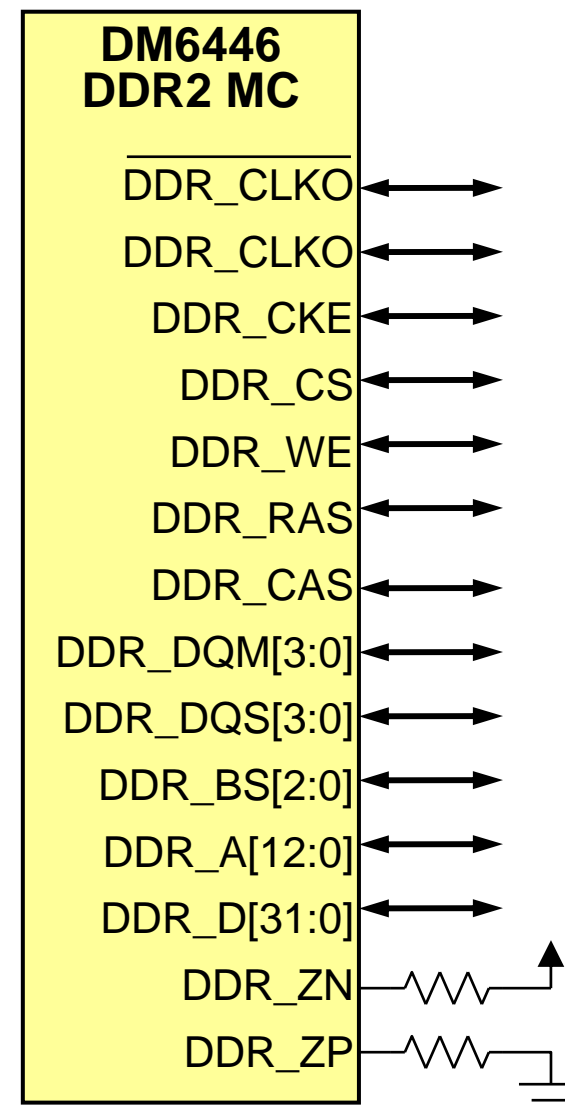 DM6446
DDR2 MC
DDR_CLKO
DDR_CLKO
DDR_CKE
DDR_CS
DDR_WE
DDR_RAS
DDR_CAS
DDR_DQM[3:0]
DDR_DQS[3:0]
DDR_BS[2:0]
DDR_A[12:0]
DDR_D[31:0]
DDR_ZN
DDR_ZP